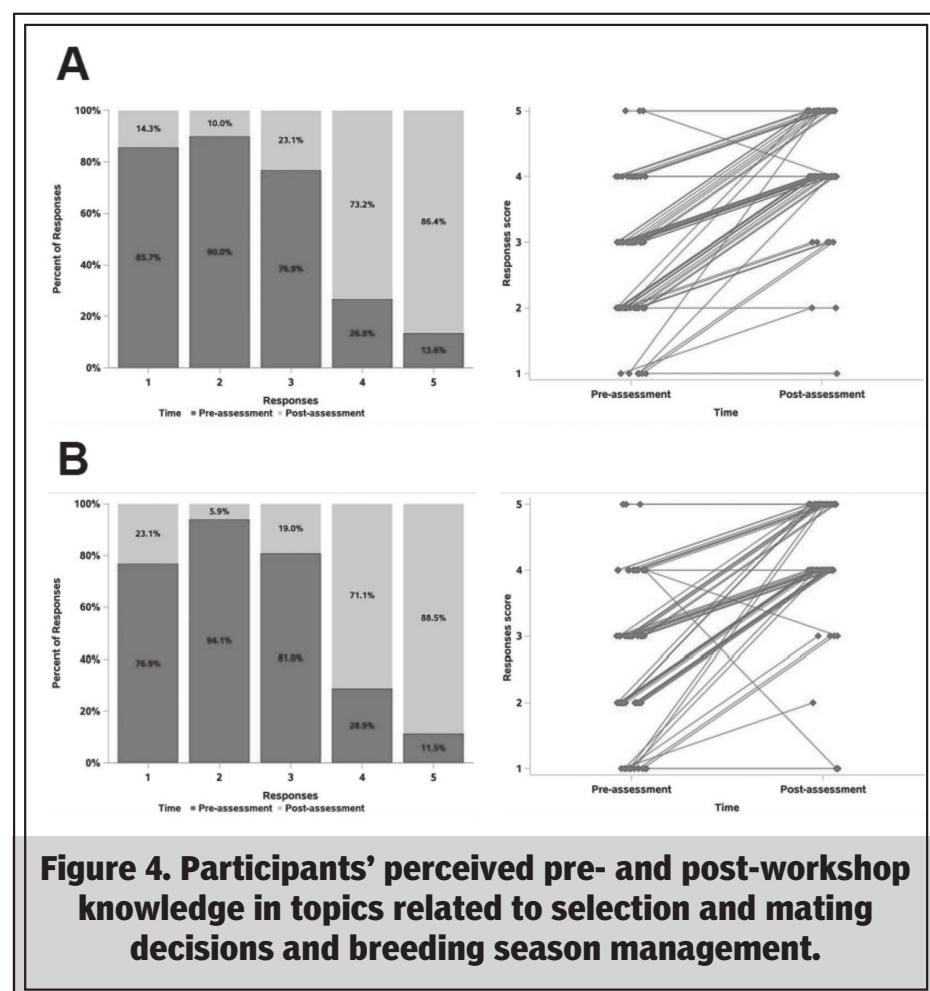 A
100%
80%
60%
40%
20%
0%
Percent of Responses
14.3%
10.0%
23.1%
73.2%
86.4%
85.7%
90.0%
76.9%
26.8%
13.6%
1 2 3 4 5
Responses
Time Pre-assessment Post-assessment
5
4
3
2
1
Responses score
Pre-assessment Post-assessment
Time
B
100%
80%
60%
40%
20%
0%
Percent of Responses
23.1%
5.9%
19.0%
71.1%
88.5%
76.9%
94.1%
81.0%
28.9%
11.5%
1 2 3 4 5
Responses
Time Pre-assessment Post-assessment
5
4
3
2
1
Responses score
Pre-assessment Post-assessment
Time
Figure 4. Participants’ perceived pre- and post-workshop
knowledge in topics related to selection and mating
decisions and breeding season management.